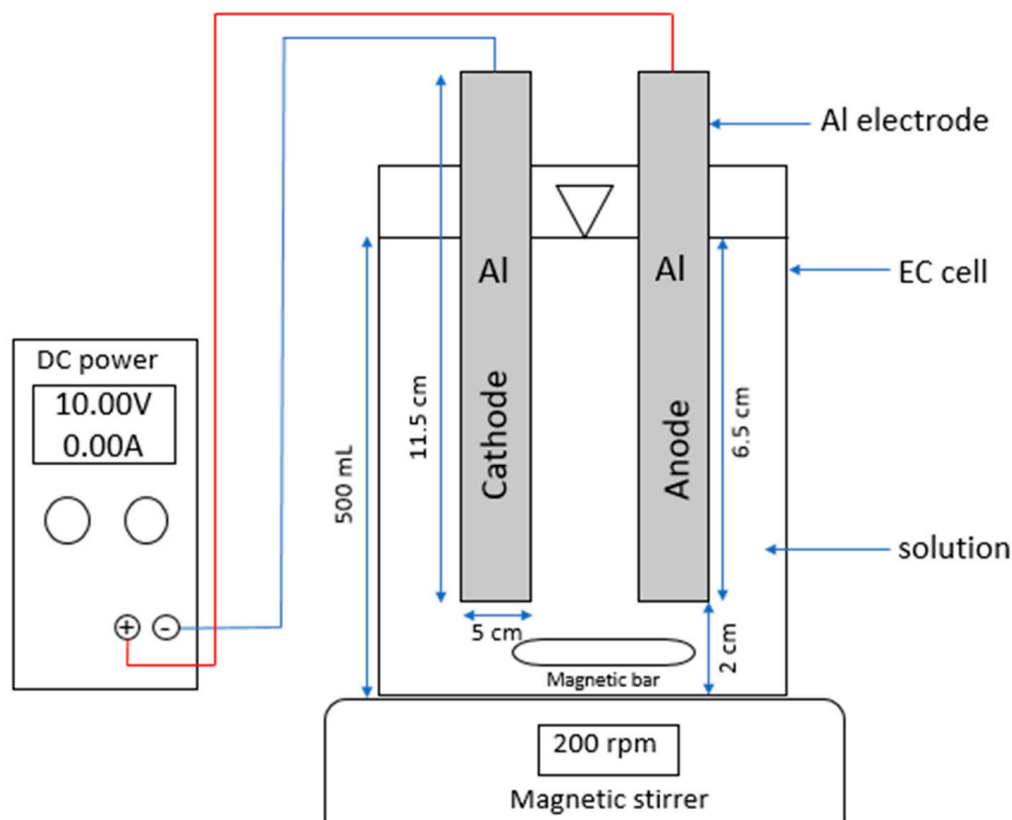 Al electrode
Al
Al
EC cell
DC power
10.00V
0.00A
11.5 cm
Cathode
Anode
6.5 cm
500 mL
solution
+
-
5 cm
2 cm
Magnetic bar
200 rpm
Magnetic stirrer